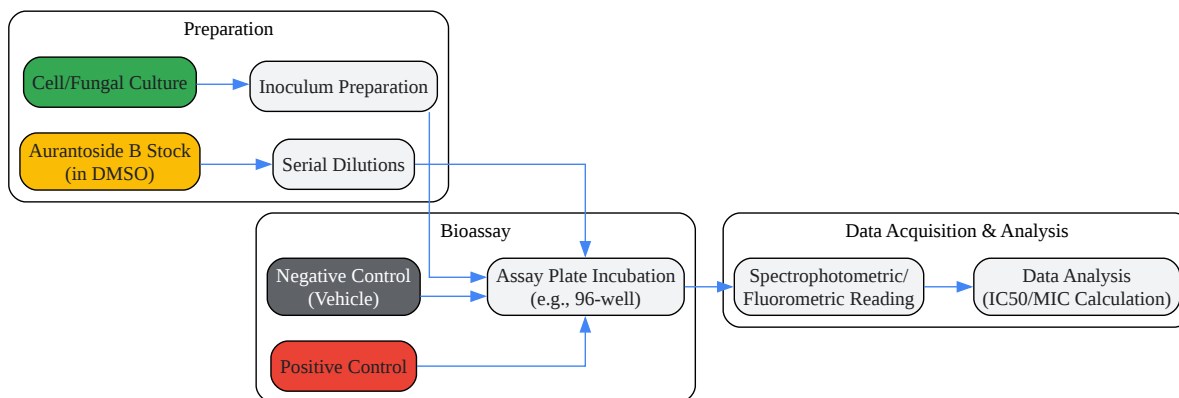 Preparation
Cell/Fungal Culture
Inoculum Preparation
Aurantoside B Stock
(in DMSO)
Serial Dilutions
Bioassay
Negative Control
(Vehicle)
Assay Plate Incubation
(e.g., 96-well)
Positive Control
Data Acquisition & Analysis
Spectrophotometric/
Fluorometric Reading
Data Analysis
(IC50/MIC Calculation)